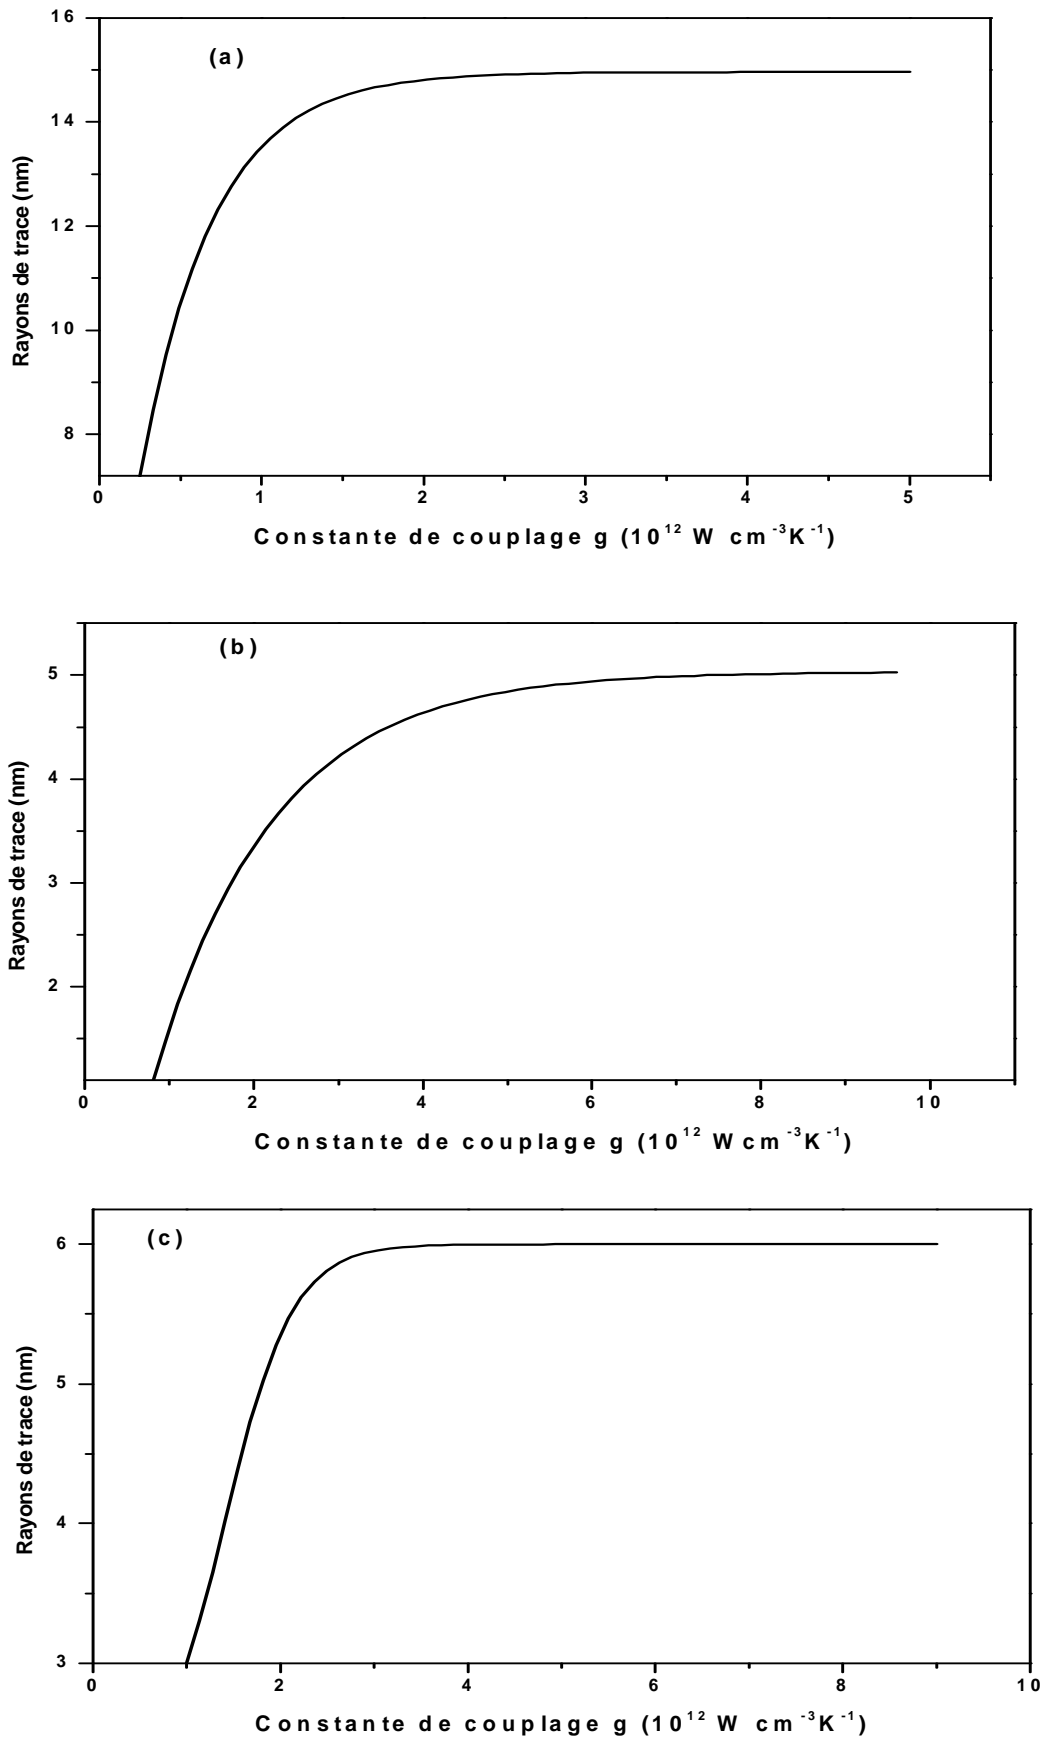 (a)
Rayons de trace (nm)
16
14
12
10
8
0 1 2 3 4 5
Constante de couplage g (10¹² W cm⁻³K⁻¹)
(b)
Rayons de trace (nm)
5
4
3
2
0 2 4 6 8 10
Constante de couplage g (10¹² W cm⁻³K⁻¹)
(c)
Rayons de trace (nm)
6
5
4
3
0 2 4 6 8 10
Constante de couplage g (10¹² W cm⁻³K⁻¹)